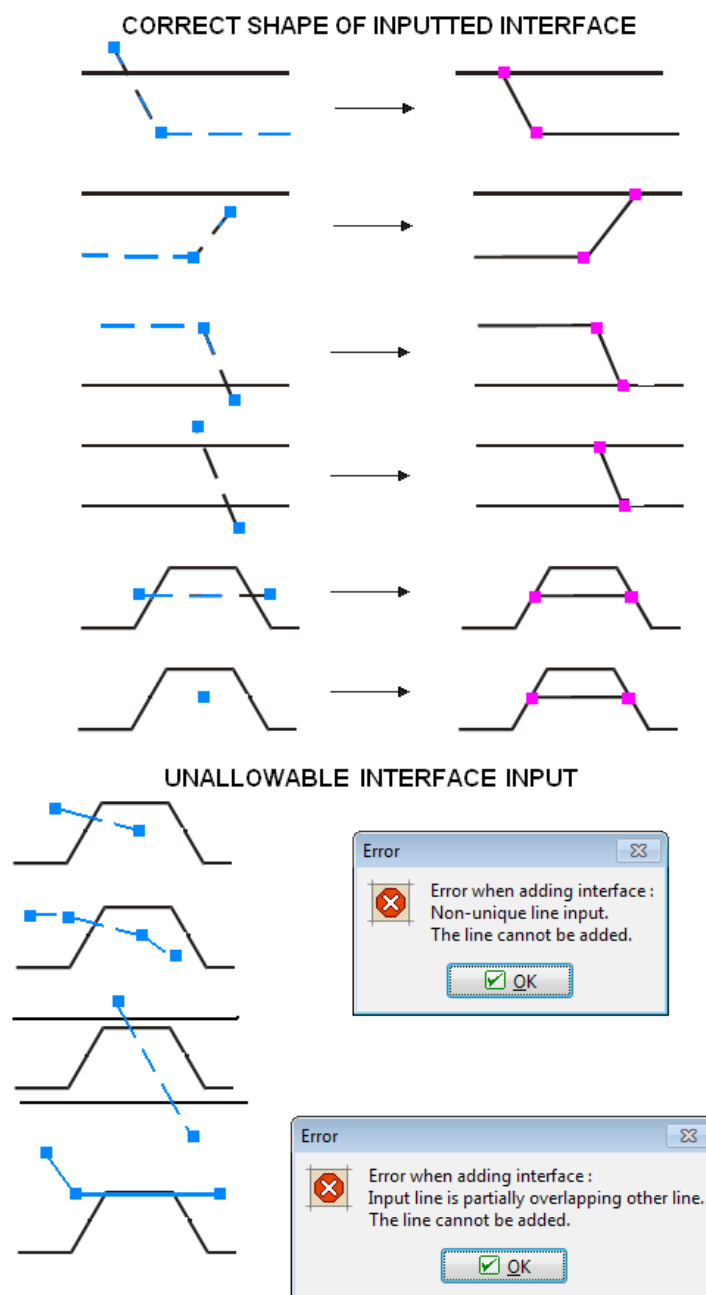 CORRECT SHAPE OF INPUTTED INTERFACE
UNALLOWABLE INTERFACE INPUT
Error
Error when adding interface :
Non-unique line input.
The line cannot be added.
OK
Error
Error when adding interface :
Input line is partially overlapping other line.
The line cannot be added.
OK